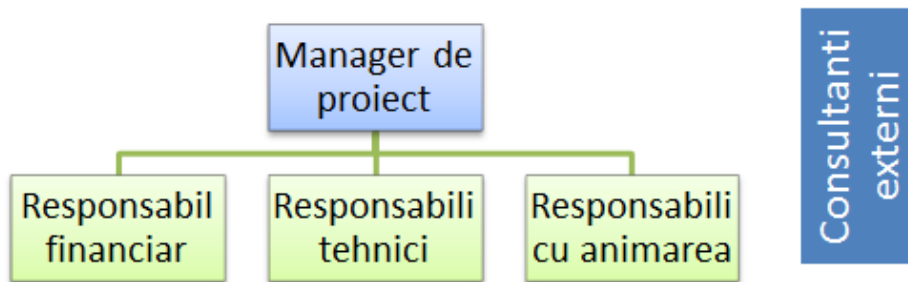 Manager de
proiect
Responsabil
financiar
Responsabili
tehnici
Responsabili
cu animarea
Consultanti
externi